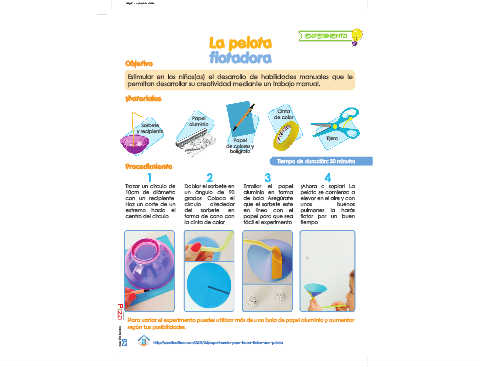 EXPERIMENTO
La pelota
flotadora
Objetivo
Estimular en los niños(as) el desarrollo de habilidades manuales que le
permitan desarrollar su creatividad mediante un trabajo manual.
Materiales
Sorbete
y recipiente
Papel
aluminio
Papel
de colores y
bolígrafo
Cinta
de color
Tijera
Tiempo de duración: 30 minutos
Procedimiento
1
Trazar un círculo de
10cm de diámetro
con un recipiente.
Haz un corte de un
extremo hacia el
centro del círculo.
2
Doblar el sorbete en
un ángulo de 90
grados. Coloca el
círculo alrededor
del sorbete en
forma de cono con
la cinta de color.
3
Enrollar el papel
aluminio en forma
de bola. Asegúrate
que el sorbete este
en línea con el
papel para que sea
fácil el experimento.
4
¡Ahora a soplar! La
pelota se comienza a
elevar en el aire y con
unos buenos
pulmones la harás
flotar por un buen
tiempo.
Para variar el experimento puedes utilizar más de una bola de papel aluminio y aumentar
según tus posibilidades.